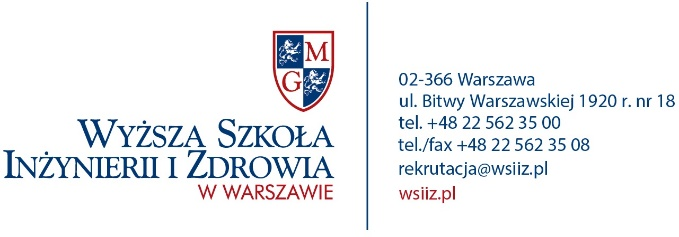 M
G
WYŻSZA SZKOŁA
INŻYNIERII I ZDROWIA
W WARSZAWIE
02-366 Warszawa
ul. Bitwy Warszawskiej 1920 r. nr 18
tel. +48 22 562 35 00
tel./fax +48 22 562 35 08
rekrutacja@wsiiz.pl
wsiiz.pl